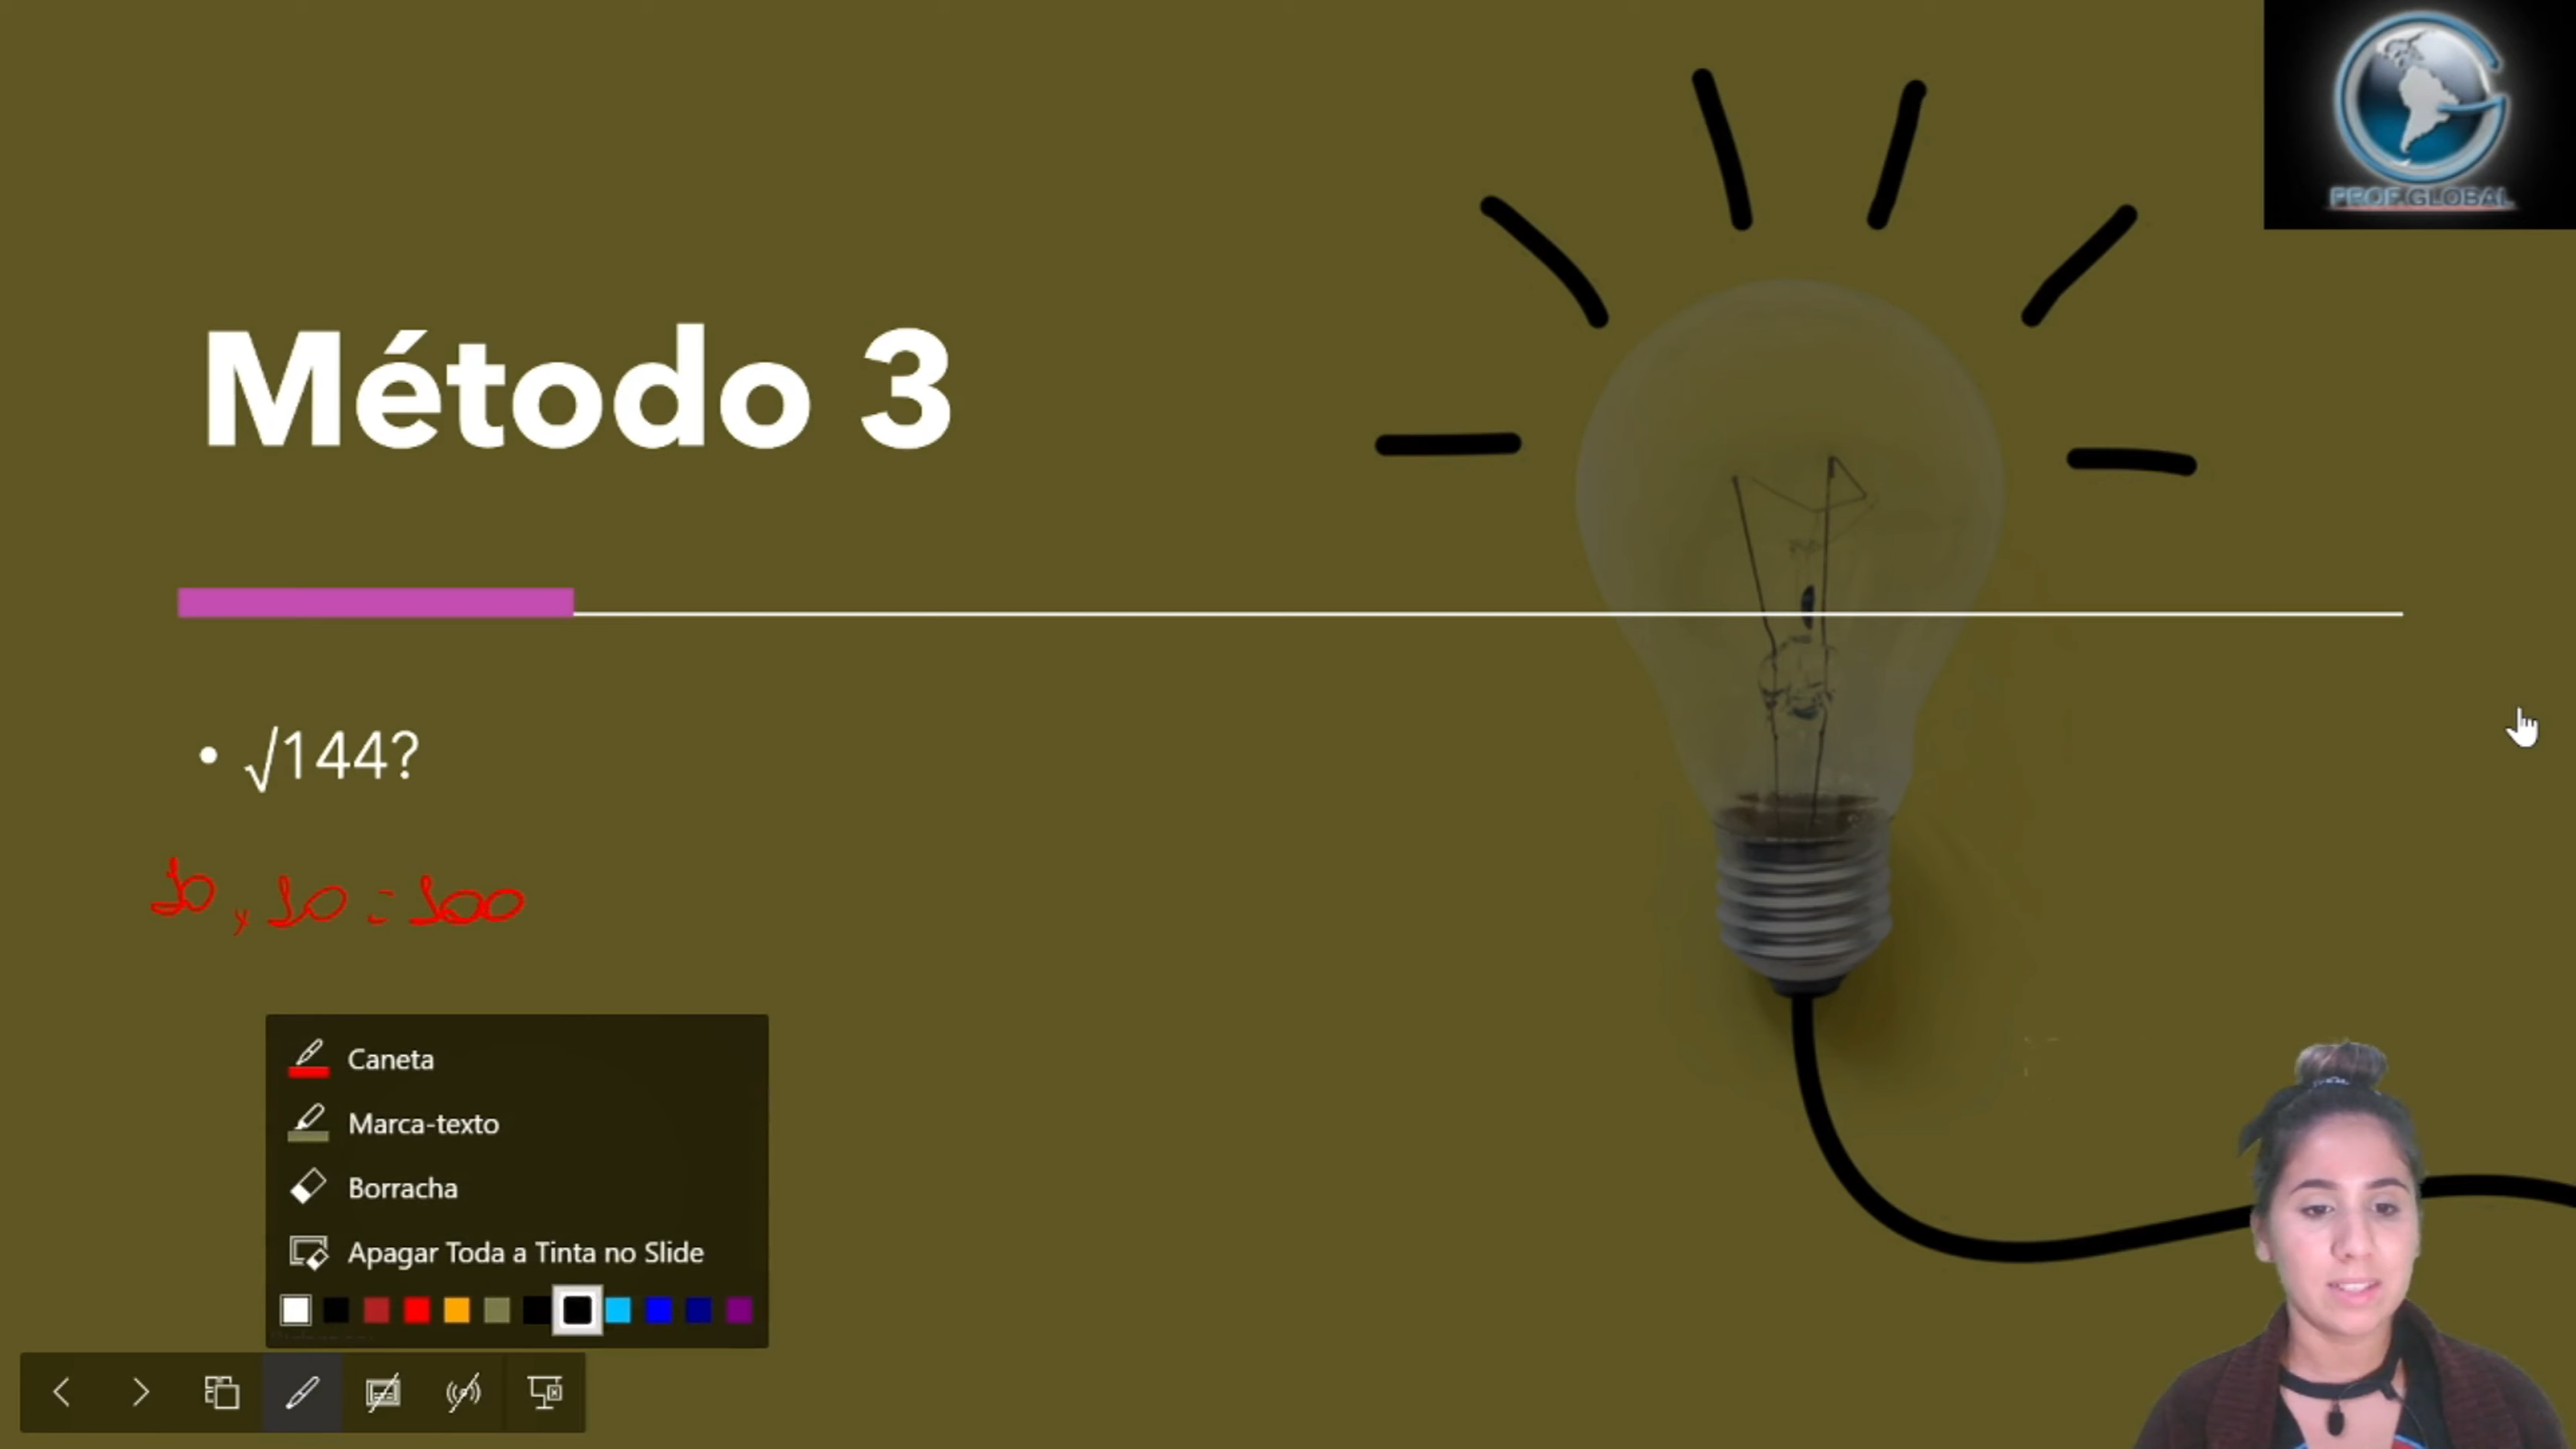 PROF.GLOBAL
Método 3
• √144?
10 x 10 = 100
Caneta
Marca-texto
Borracha
Apagar Toda a Tinta no Slide